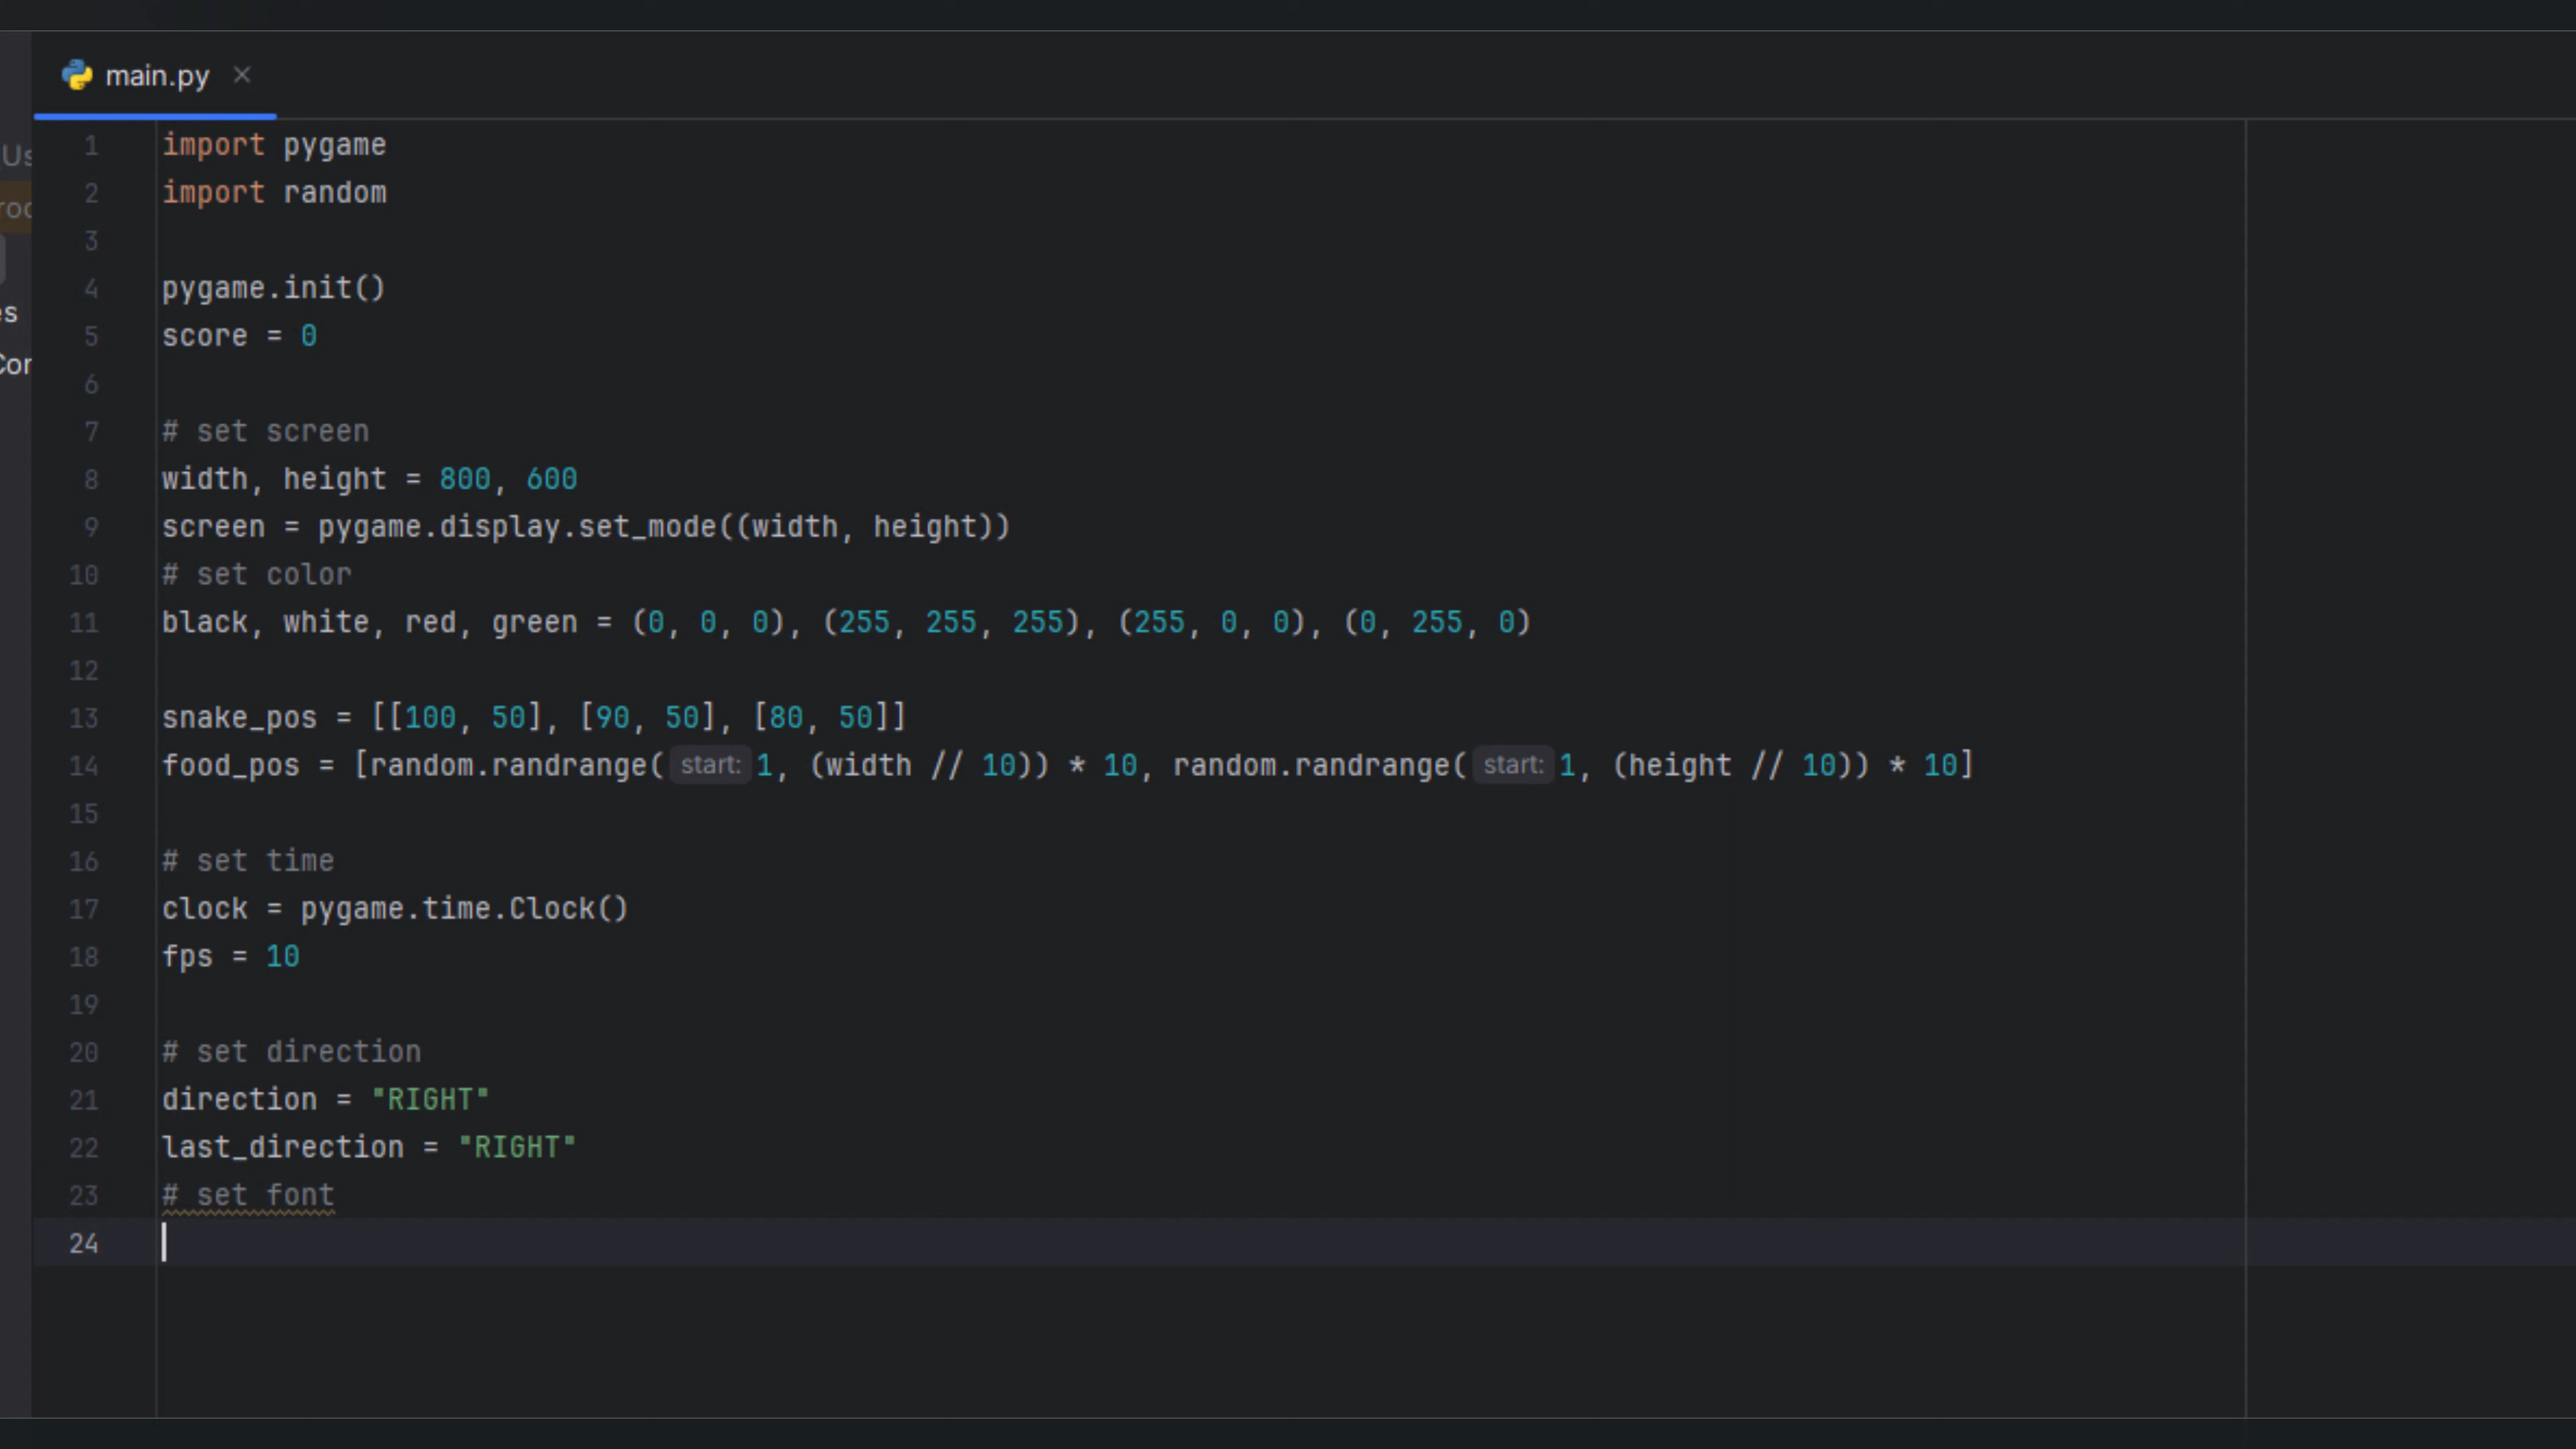 main.py
Us
roc
es
Cor
1 import pygame
2 import random
3
4 pygame.init()
5 score = 0
6
7 # set screen
8 width, height = 800, 600
9 screen = pygame.display.set_mode((width, height))
10 # set color
11 black, white, red, green = (0, 0, 0), (255, 255, 255), (255, 0, 0), (0, 255, 0)
12
13 snake_pos = [[100, 50], [90, 50], [80, 50]]
14 food_pos = [random.randrange( start: 1, (width // 10)) * 10, random.randrange( start: 1, (height // 10)) * 10]
15
16 # set time
17 clock = pygame.time.Clock()
18 fps = 10
19
20 # set direction
21 direction = "RIGHT"
22 last_direction = "RIGHT"
23 # set font
24